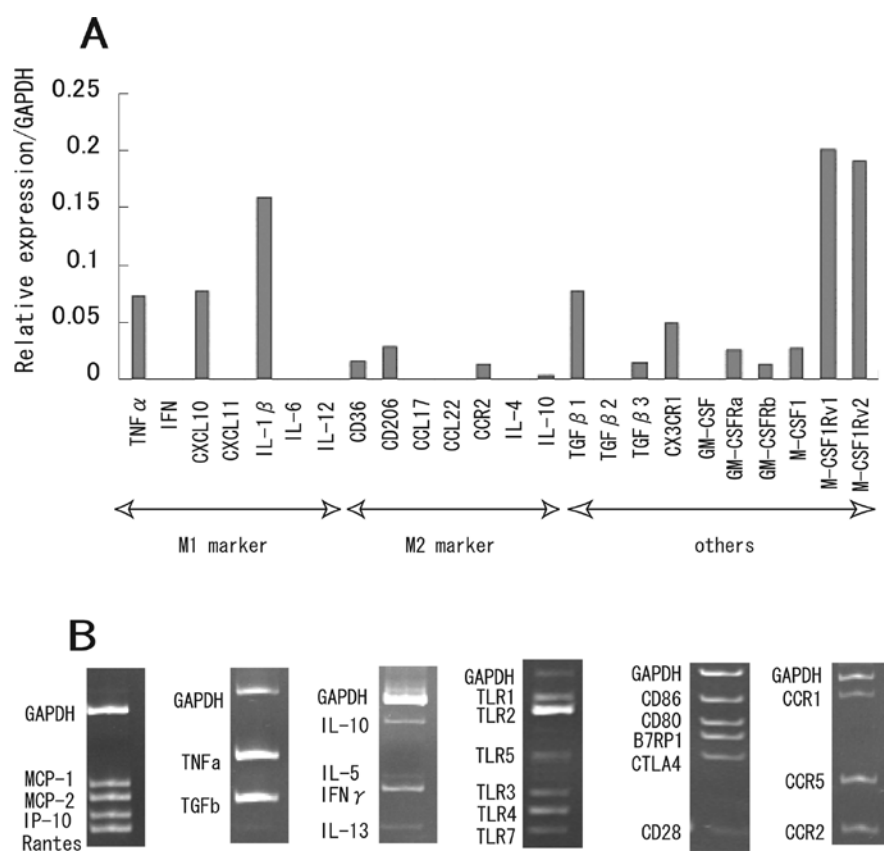 A
Relative expression/GAPDH
0.25
0.2
0.15
0.1
0.05
0
TNFα
IFN
CXCL10
CXCL11
IL-1β
IL-6
IL-12
CD36
CD206
CCL17
CCL22
CCR2
IL-4
IL-10
TGFβ1
TGFβ2
TGFβ3
CX3CR1
GM-CSF
GM-CSFRa
GM-CSFRb
M-CSF1
M-CSF1Rv1
M-CSF1Rv2
M1 marker
M2 marker
others
B
GAPDH
MCP-1
MCP-2
IP-10
Rantes
GAPDH
TNFa
TGFb
GAPDH
IL-10
IL-5
IFNγ
IL-13
GAPDH
TLR1
TLR2
TLR5
TLR3
TLR4
TLR7
GAPDH
CD86
CD80
B7RP1
CTLA4
CD28
GAPDH
CCR1
CCR5
CCR2